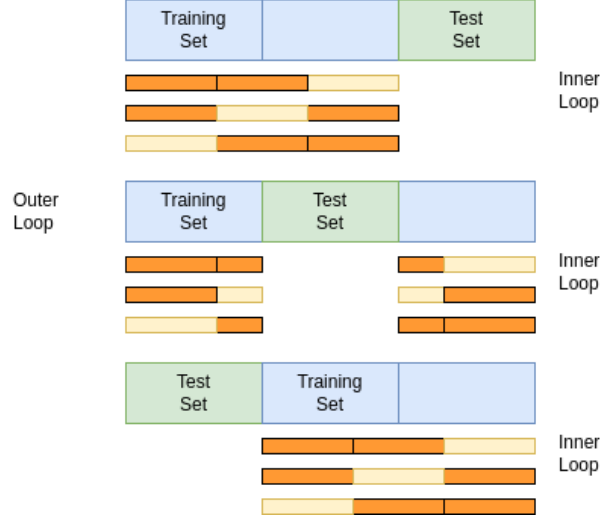 Training
Set
Test
Set
Inner
Loop
Outer
Loop
Training
Set
Test
Set
Inner
Loop
Test
Set
Training
Set
Inner
Loop